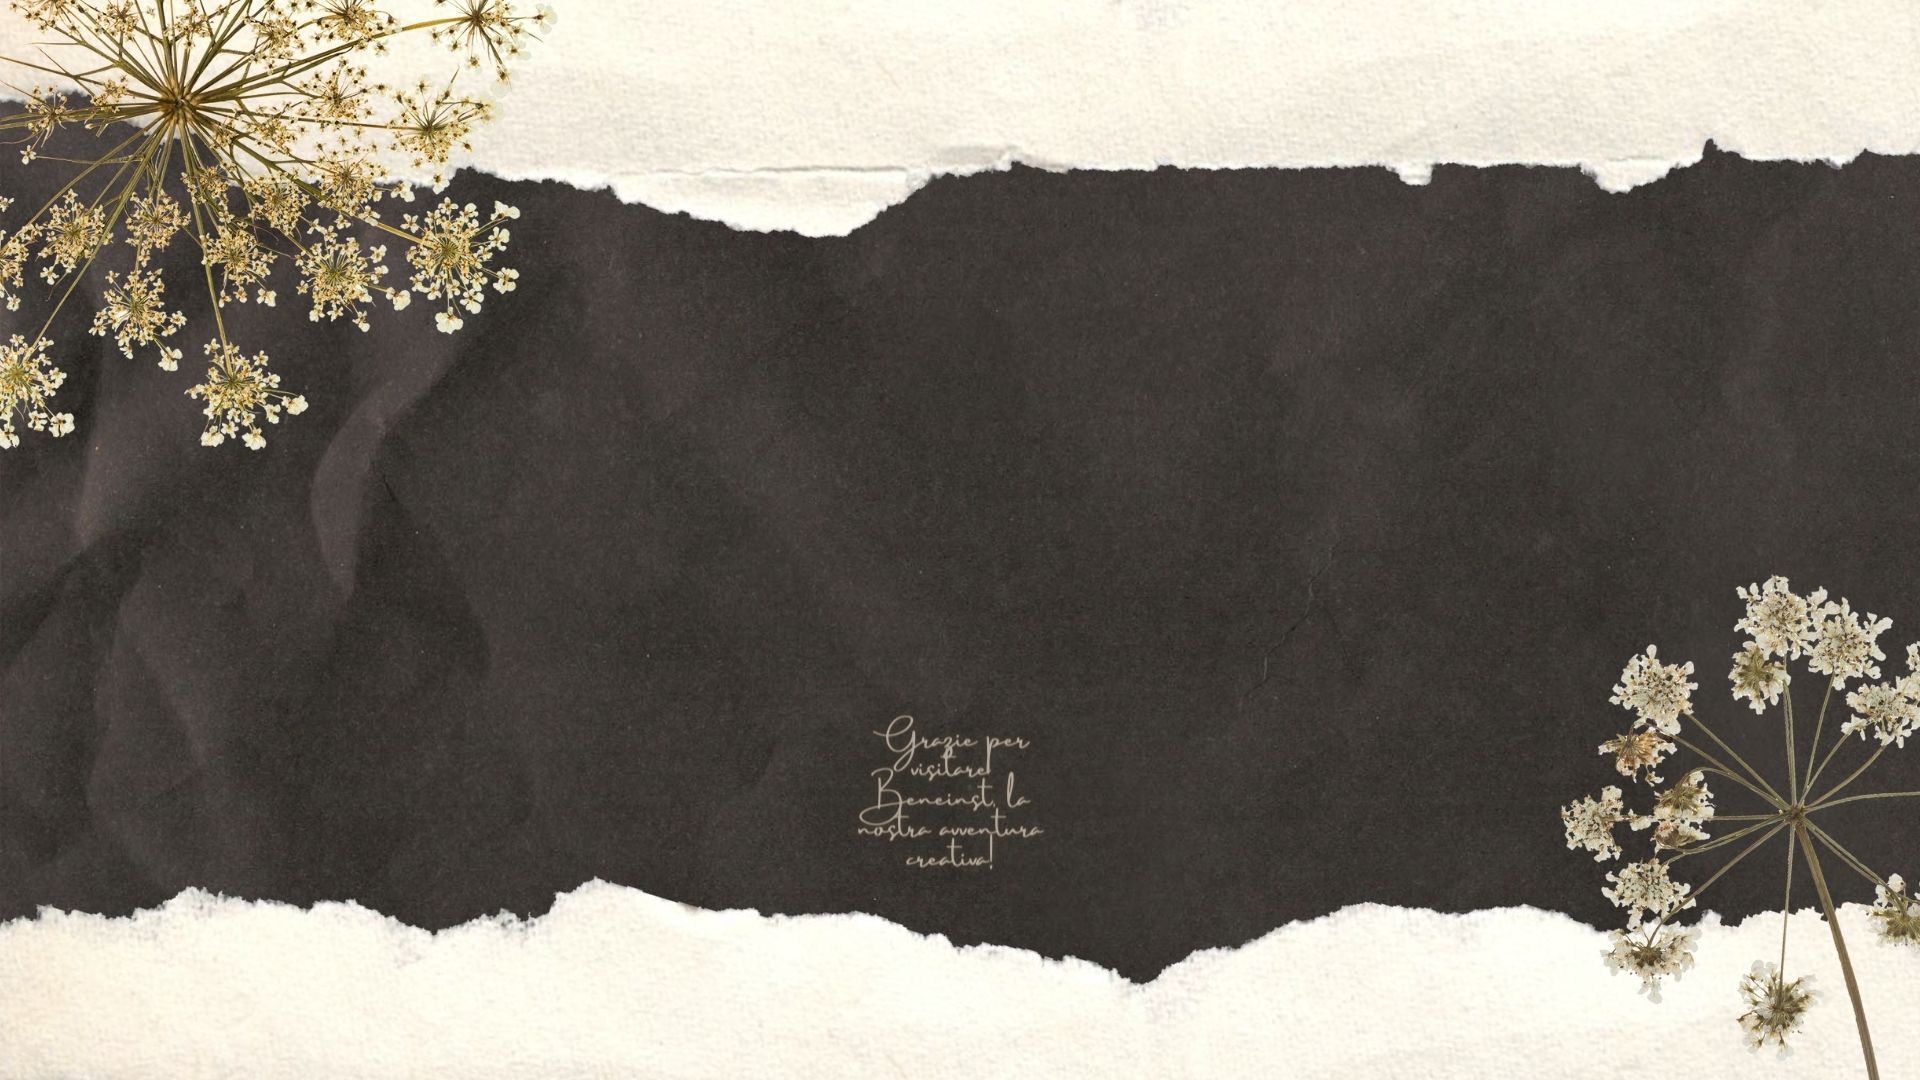 Grazie per
visitare
Beneinst, la
nostra avventura
creativa!